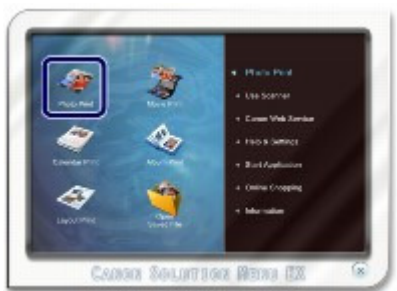 Photo Print
Movie Print
Calendar Print
Album Print
Layout Print
Open
Saved File
Photo Print
Use Scanner
Canon Web Service
Help & Settings
Start Application
Online Shopping
Information
Canon Solution Menu EX